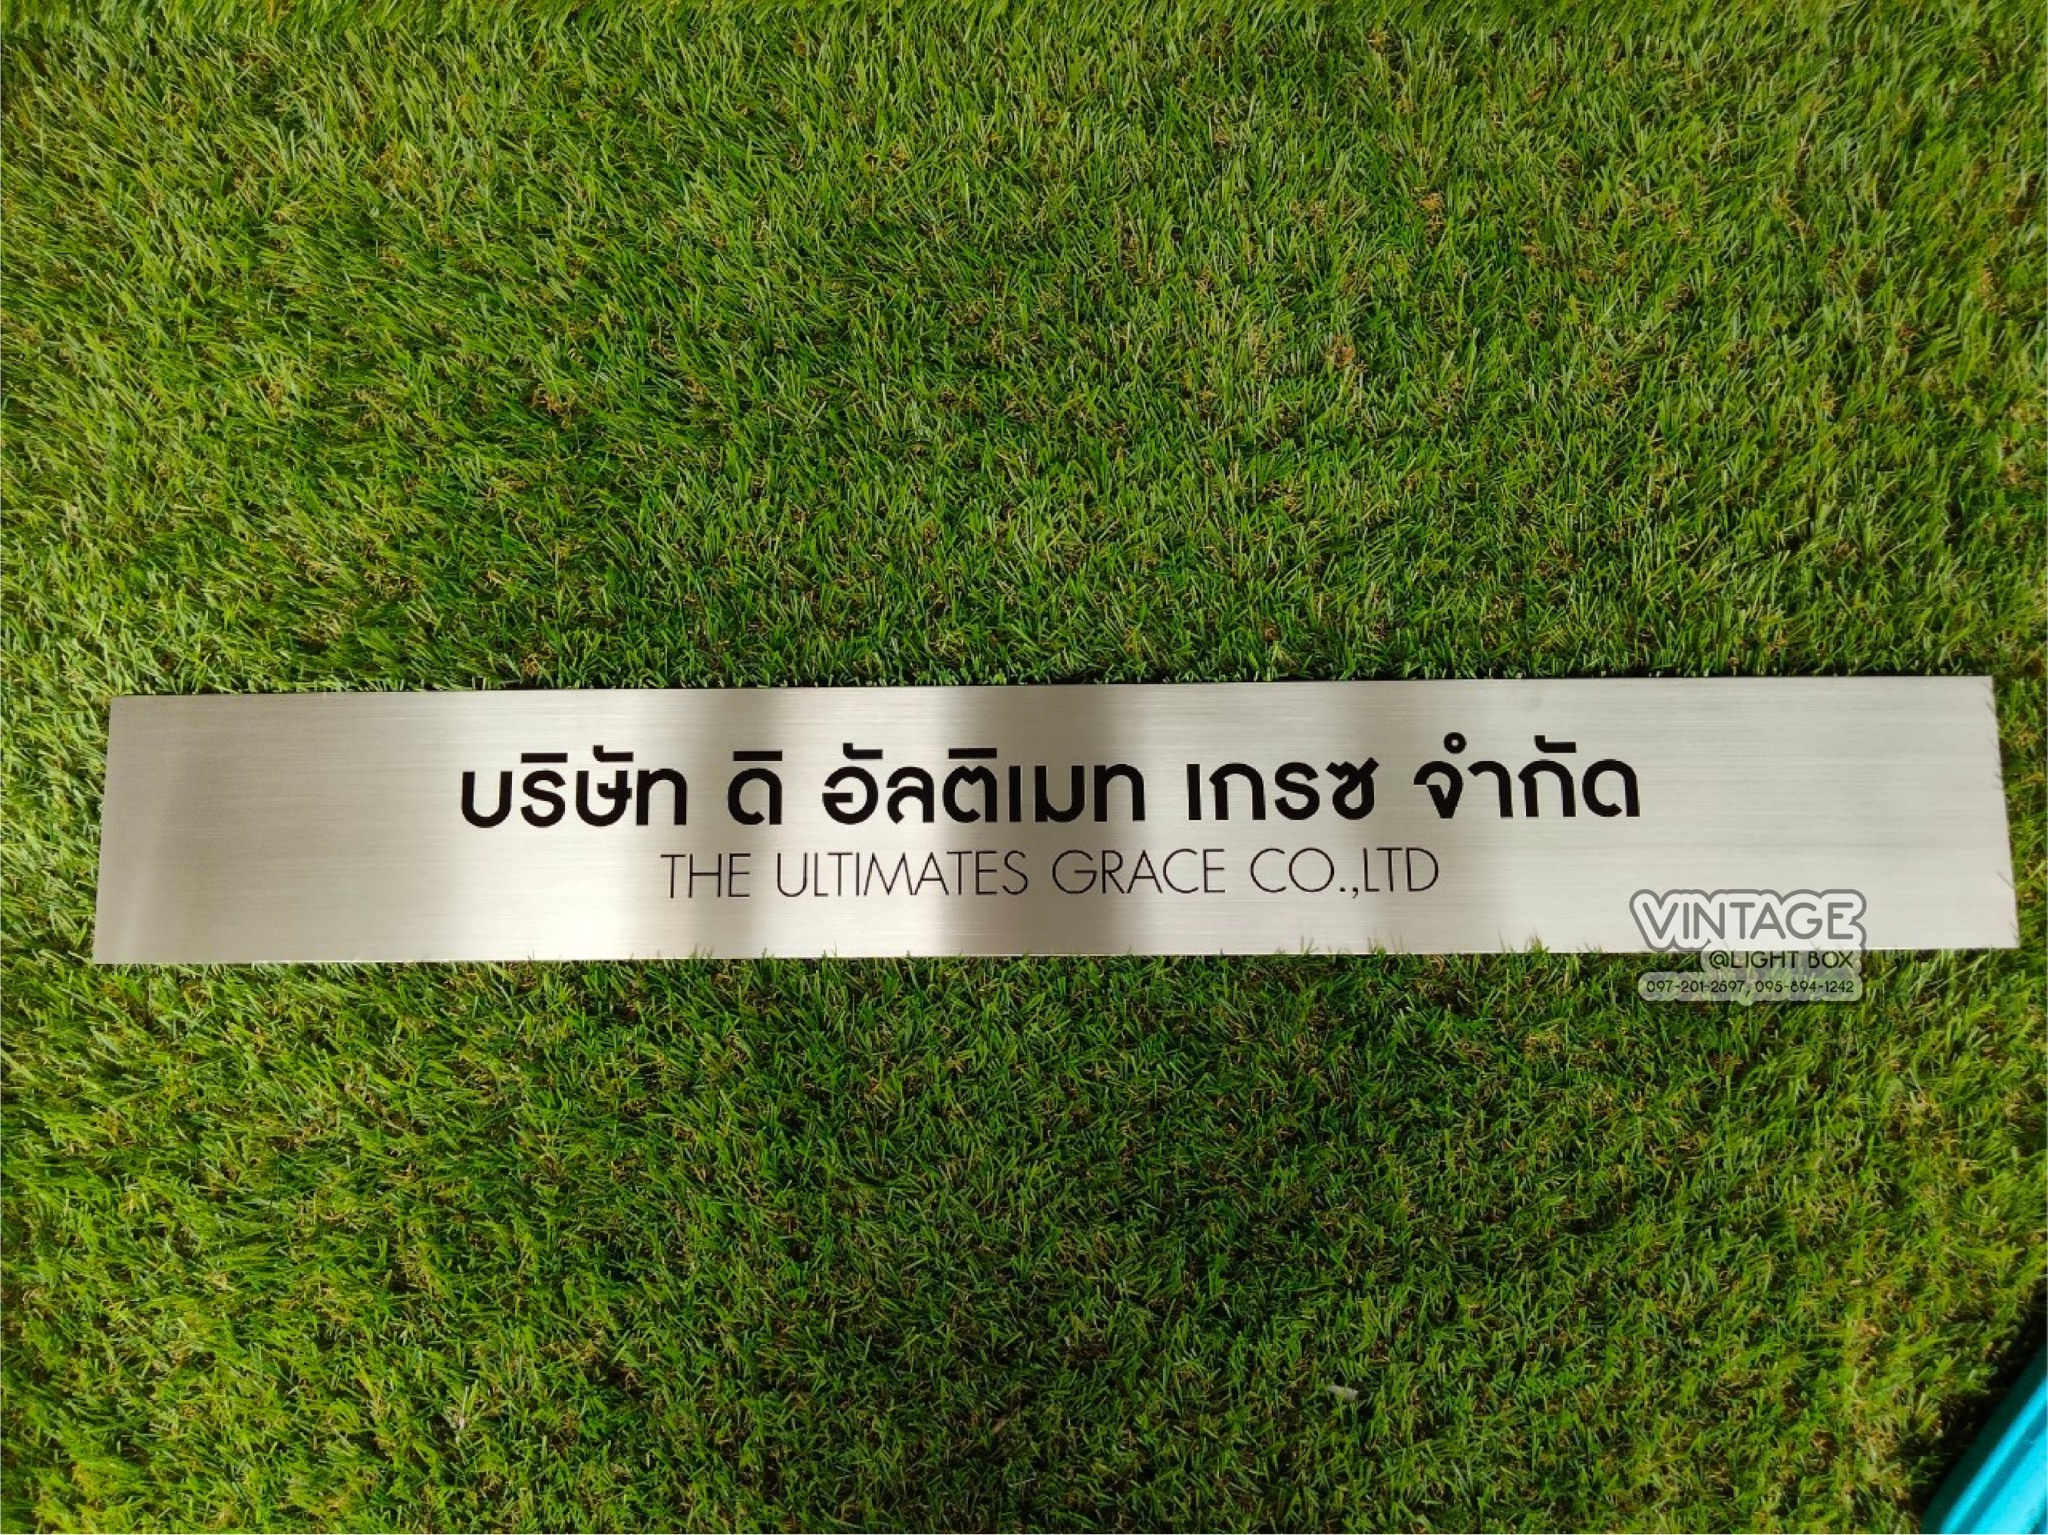 บริษัท ดิ อัลติเมท เกรซ จำกัด
THE ULTIMATES GRACE CO.,LTD
VINTAGE
@LIGHT BOX
097-201-2697, 095-894-1242